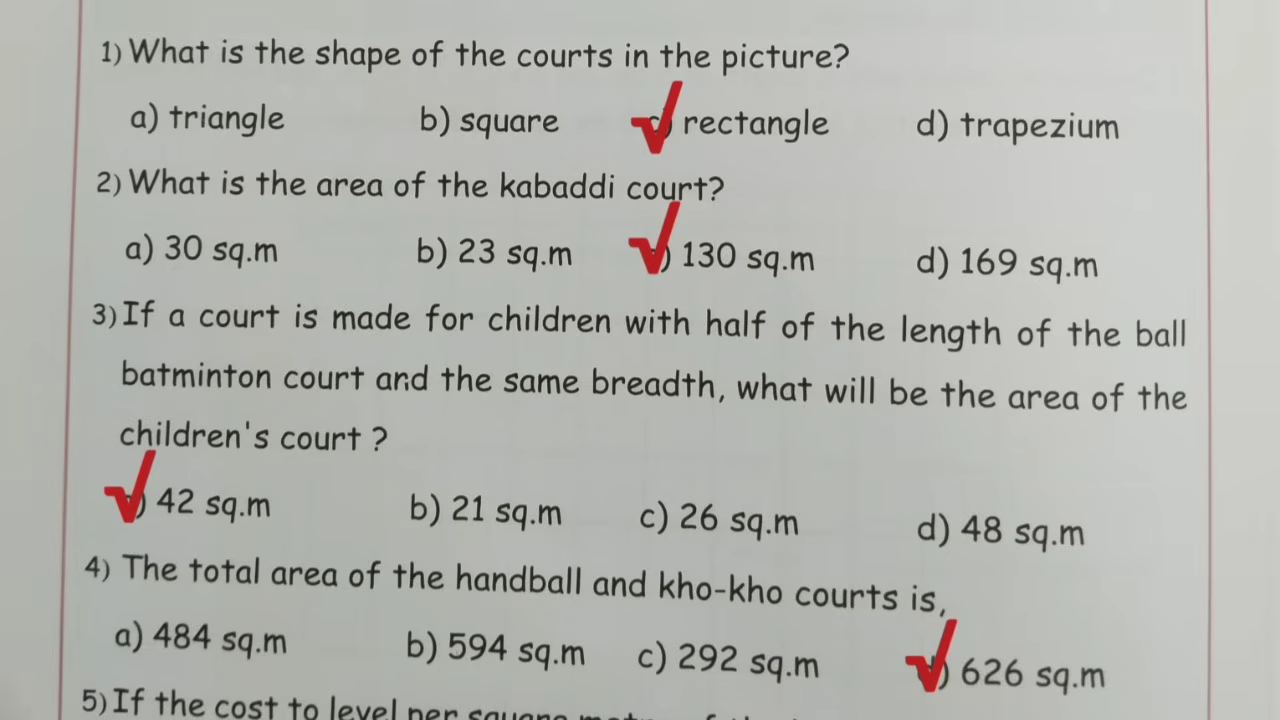 1) What is the shape of the courts in the picture?
a) triangle b) square rectangle d) trapezium
2) What is the area of the kabaddi court?
a) 30 sq.m b) 23 sq.m 130 sq.m d) 169 sq.m
3) If a court is made for children with half of the length of the ball
batminton court and the same breadth, what will be the area of the
children's court ?
42 sq.m b) 21 sq.m c) 26 sq.m d) 48 sq.m
4) The total area of the handball and kho-kho courts is,
a) 484 sq.m b) 594 sq.m c) 292 sq.m 626 sq.m
5) If the cost to level per square